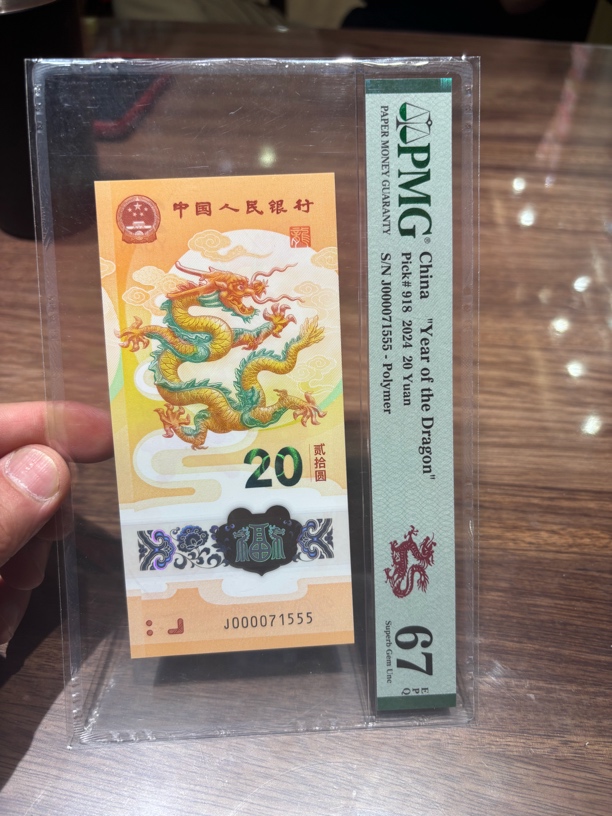 中国人民银行
龍
20
贰拾圆
J000071555
PMG®
PAPER MONEY GUARANTY
China "Year of the Dragon"
Pick# 918 2024 20 Yuan
S/N J000071555 - Polymer
67
EPQ
Superb Gem Unc